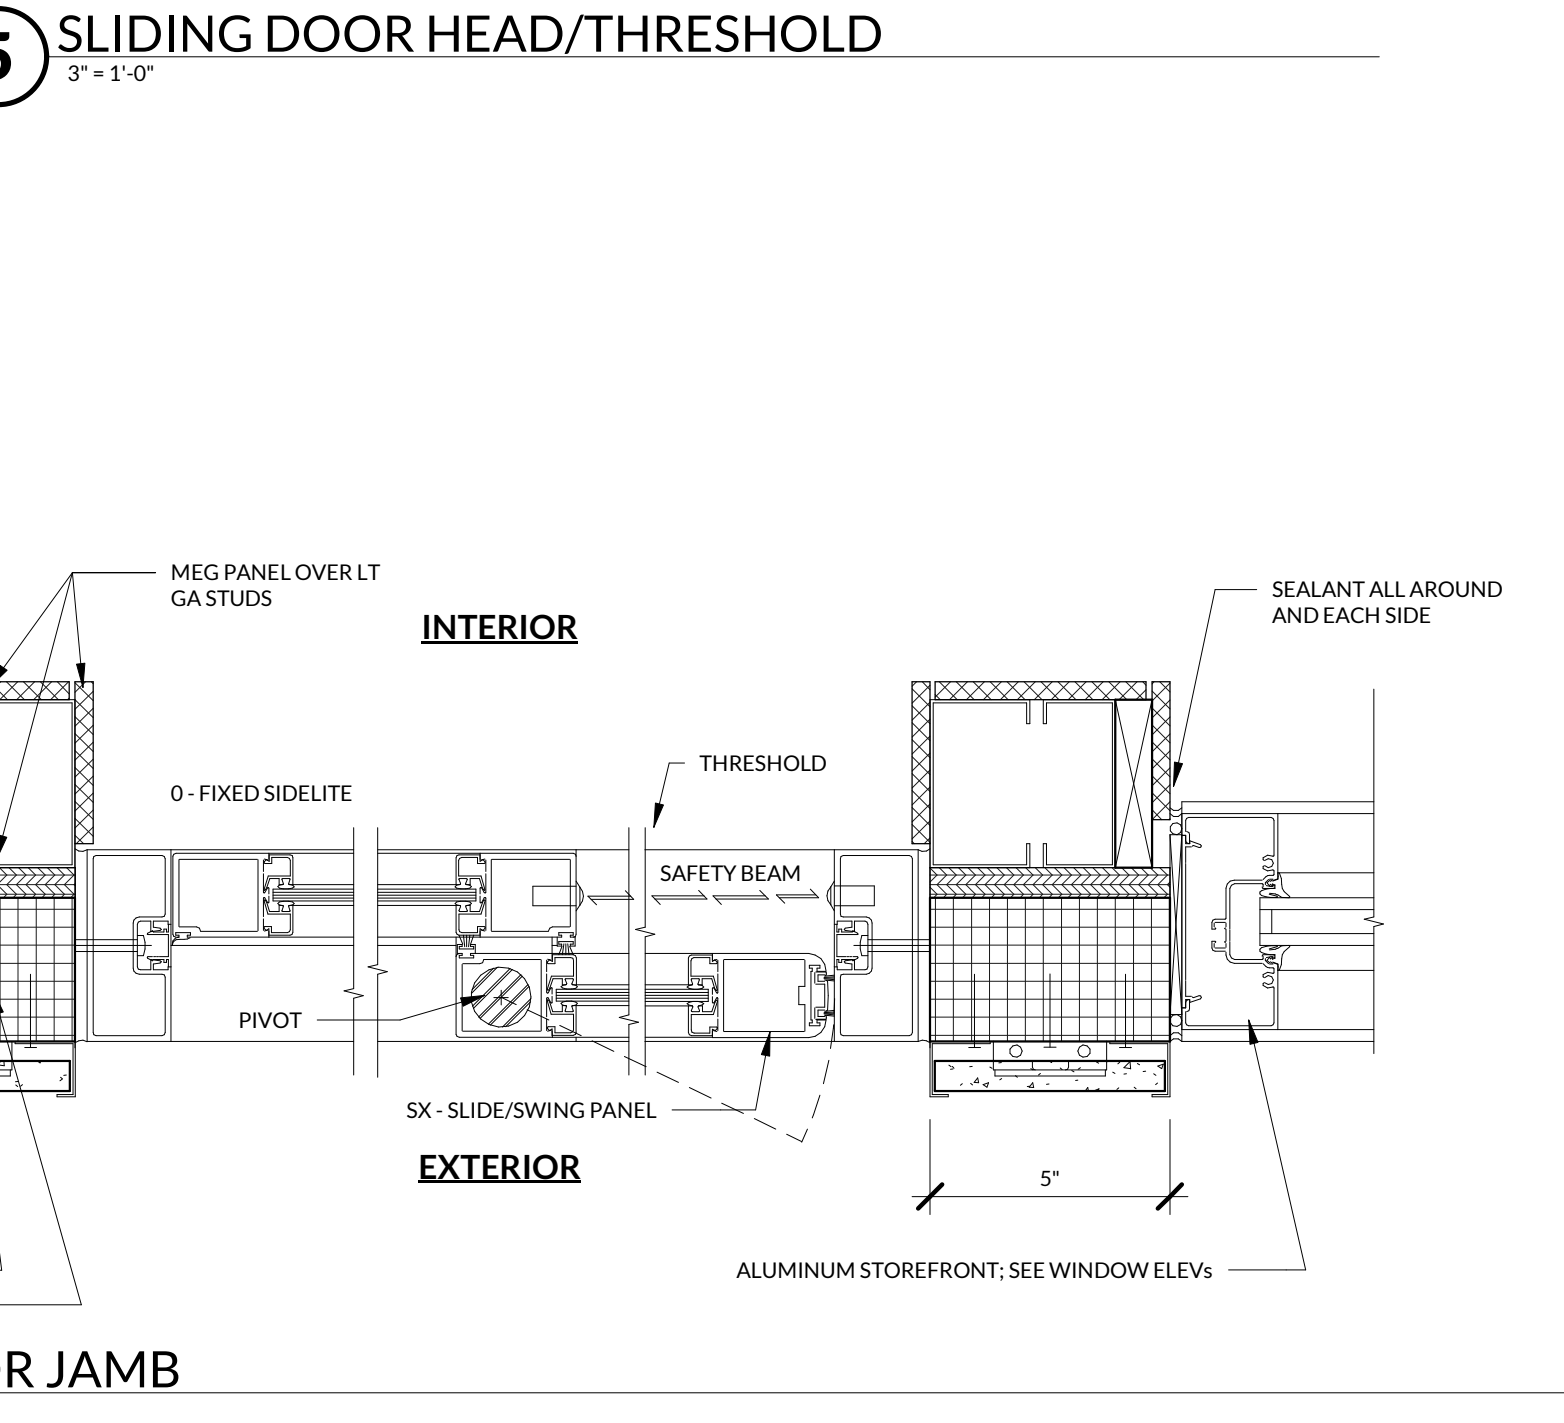 5 SLIDING DOOR HEAD/THRESHOLD
3" = 1'-0"
MEG PANEL OVER LT
GA STUDS
INTERIOR
SEALANT ALL AROUND
AND EACH SIDE
THRESHOLD
0 - FIXED SIDELITE
SAFETY BEAM
PIVOT
SX - SLIDE/SWING PANEL
EXTERIOR
5"
ALUMINUM STOREFRONT; SEE WINDOW ELEVs
R JAMB